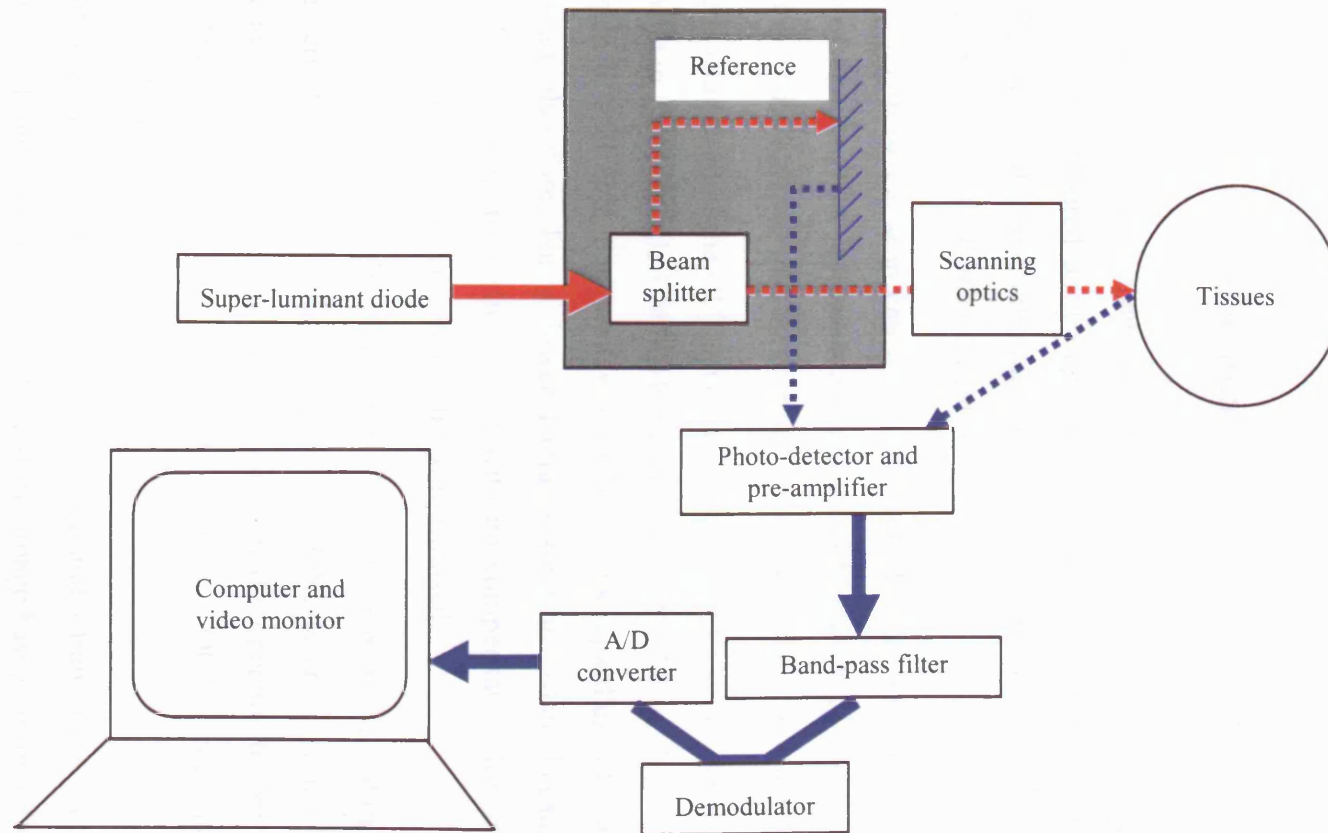 Reference
Super-luminant diode
Beam
splitter
Scanning
optics
Tissues
Photo-detector and
pre-amplifier
Computer and
video monitor
A/D
converter
Band-pass filter
Demodulator